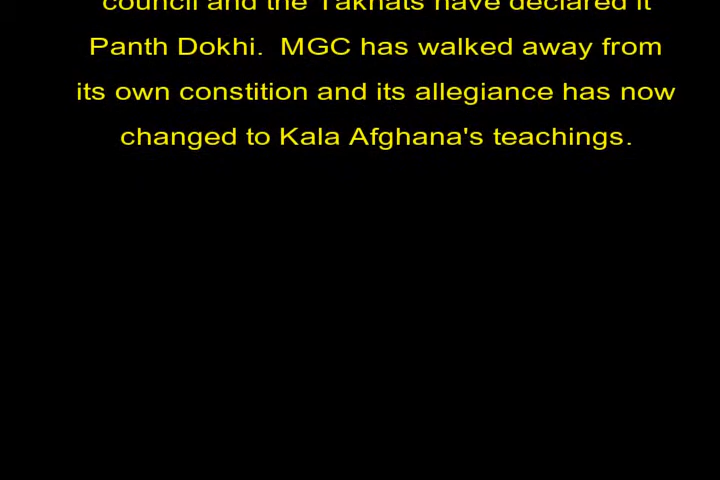 council and the Takhats have declared it
Panth Dokhi.  MGC has walked away from
its own constition and its allegiance has now
changed to Kala Afghana's teachings.